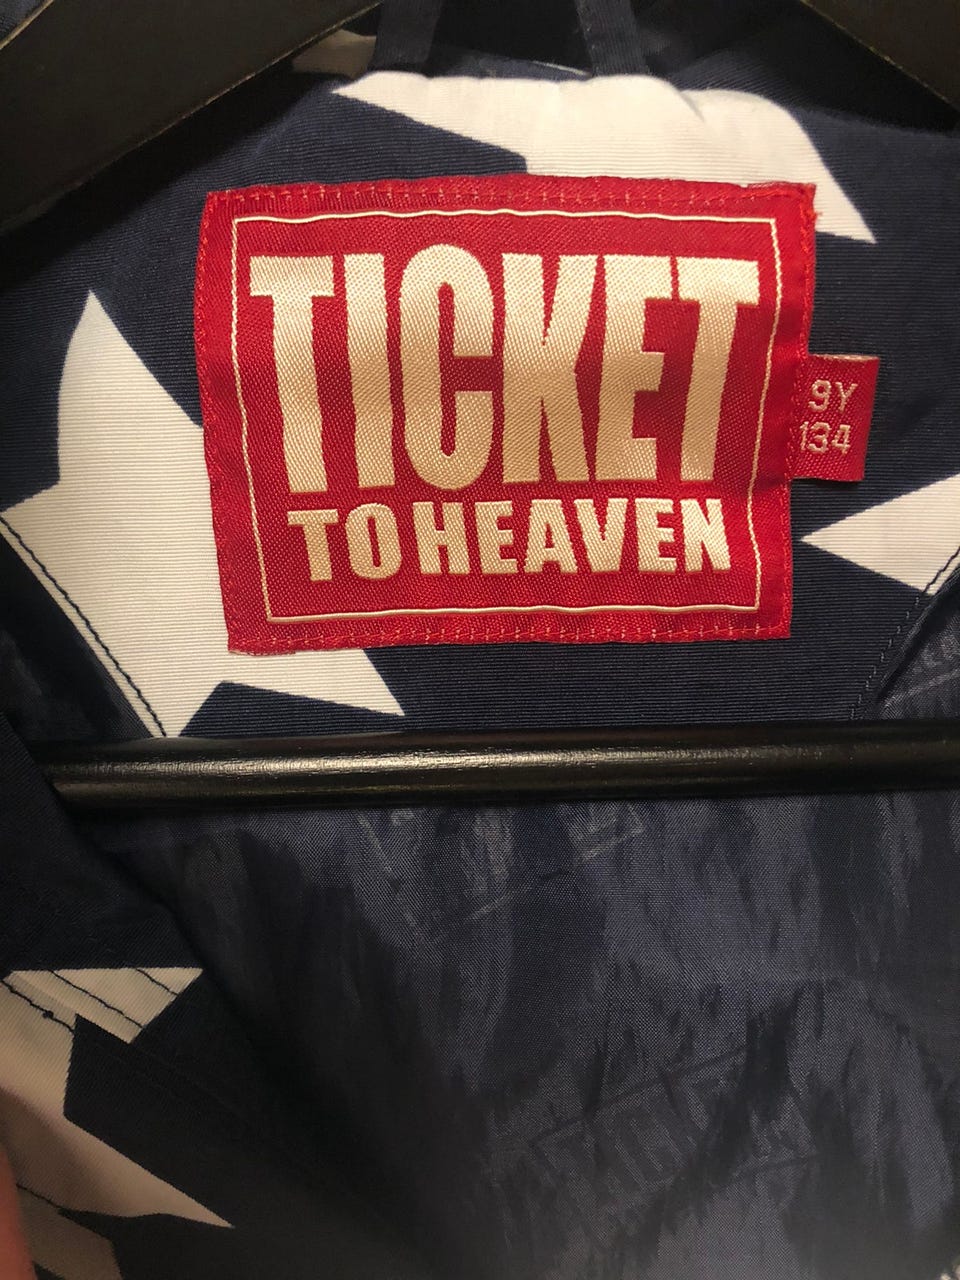 TICKET
TO HEAVEN
9Y
134